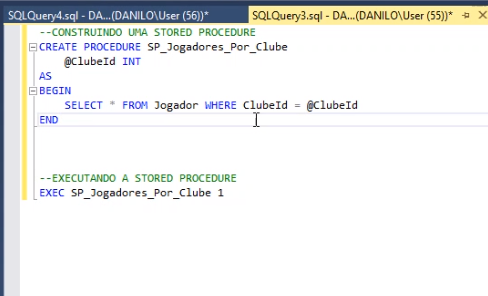 SQLQuery4.sql - DA...(DANILO\User (56))* SQLQuery3.sql - DA...(DANILO\User (55))*
--CONSTRUINDO UMA STORED PROCEDURE
CREATE PROCEDURE SP_Jogadores_Por_Clube
@ClubeId INT
AS
BEGIN
SELECT * FROM Jogador WHERE ClubeId = @ClubeId
END
--EXECUTANDO A STORED PROCEDURE
EXEC SP_Jogadores_Por_Clube 1